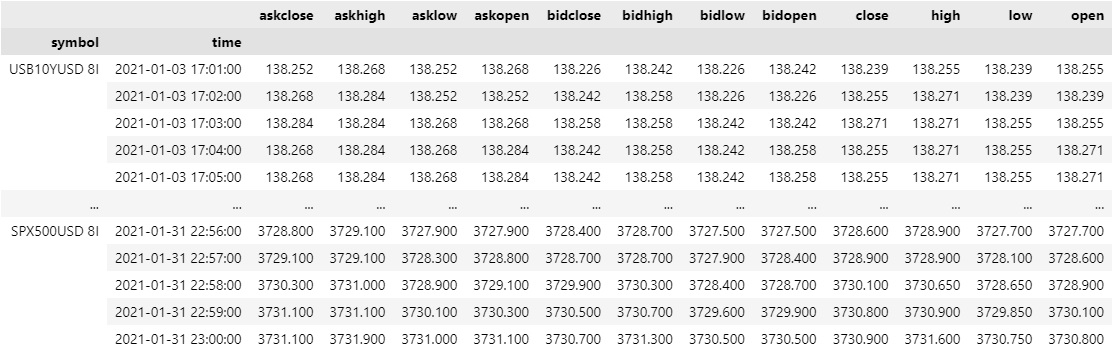 askclose askhigh asklow askopen bidclose bidhigh bidlow bidopen close high low open
symbol time
USB10YUSD 8I 2021-01-03 17:01:00 138.252 138.268 138.252 138.268 138.226 138.242 138.226 138.242 138.239 138.255 138.239 138.255
2021-01-03 17:02:00 138.268 138.284 138.252 138.252 138.242 138.258 138.226 138.226 138.255 138.271 138.239 138.239
2021-01-03 17:03:00 138.284 138.284 138.268 138.268 138.258 138.258 138.242 138.242 138.271 138.271 138.255 138.255
2021-01-03 17:04:00 138.268 138.284 138.268 138.284 138.242 138.258 138.242 138.258 138.255 138.271 138.255 138.271
2021-01-03 17:05:00 138.268 138.284 138.268 138.284 138.242 138.258 138.242 138.258 138.255 138.271 138.255 138.271
... ... ... ... ... ... ... ... ... ... ... ... ... ...
SPX500USD 8I 2021-01-31 22:56:00 3728.800 3729.100 3727.900 3727.900 3728.400 3728.700 3727.500 3727.500 3728.600 3728.900 3727.700 3727.700
2021-01-31 22:57:00 3729.100 3729.100 3728.300 3728.800 3728.700 3728.700 3727.900 3728.400 3728.900 3728.900 3728.100 3728.600
2021-01-31 22:58:00 3730.300 3731.000 3728.900 3729.100 3729.900 3730.300 3728.400 3728.700 3730.100 3730.650 3728.650 3728.900
2021-01-31 22:59:00 3731.100 3731.100 3730.100 3730.300 3730.500 3730.700 3729.600 3729.900 3730.800 3730.900 3729.850 3730.100
2021-01-31 23:00:00 3731.100 3731.900 3731.000 3731.100 3730.700 3731.300 3730.500 3730.500 3730.900 3731.600 3730.750 3730.800